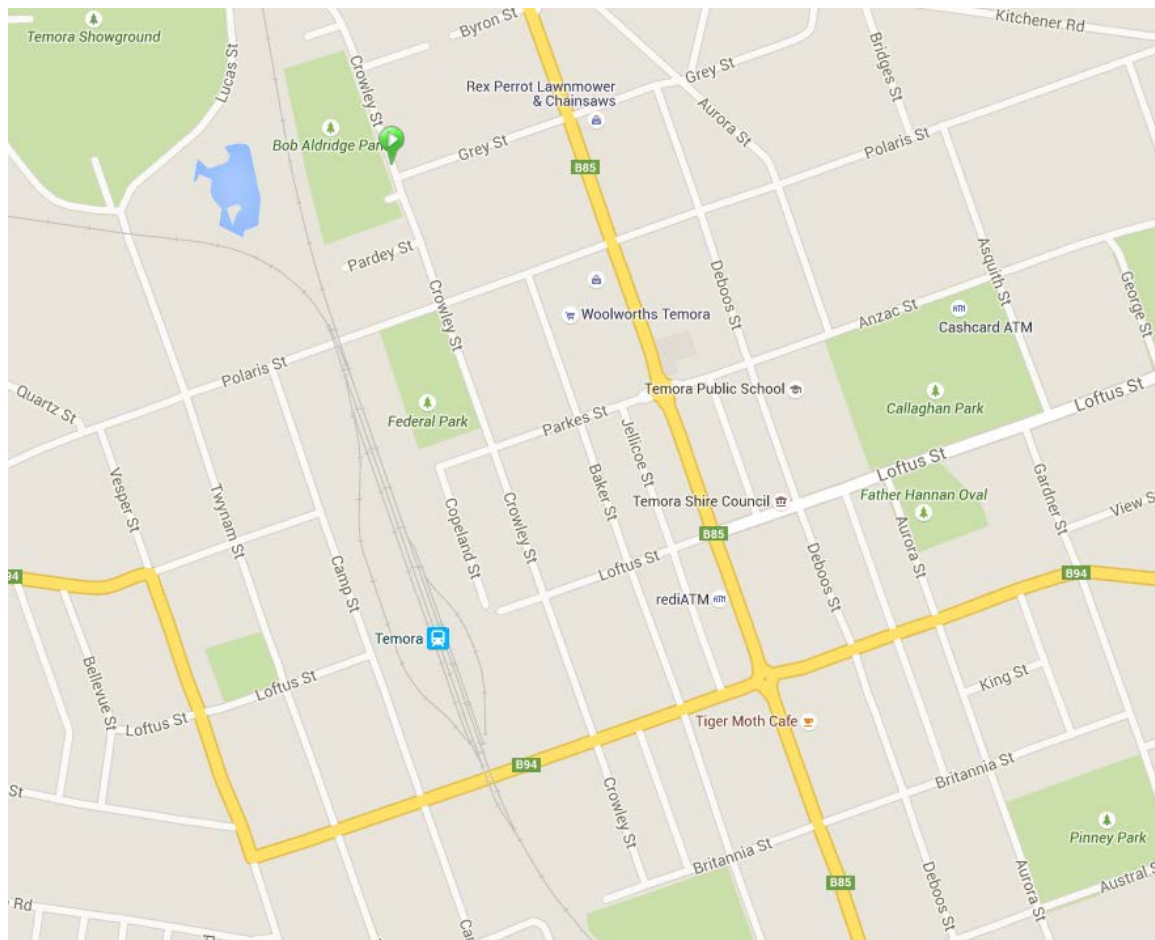 Temora Showground
Lucas St
Crowley St
Byron St
Grey St
Kitchener Rd
Bridges St
Rex Perrot Lawnmower
& Chainsaws
Aurora St
Polaris St
Bob Aldridge Park
Grey St
B85
Pardey St
Crowley St
Deboos St
Asquith St
George St
Woolworths Temora
Anzac St
Cashcard ATM
ATM
Polaris St
Quartz St
Federal Park
Parkes St
Temora Public School
Callaghan Park
Loftus St
Jellicoe St
Vesper St
Twynam St
Copeland St
Crowley St
Baker St
Temora Shire Council
Loftus St
Father Hannan Oval
Gardner St
View S
B85
Aurora St
Deboos St
Camp St
Loftus St
94
B94
rediATM
ATM
Temora
Bellevue St
Loftus St
Loftus St
King St
Tiger Moth Cafe
B94
Crowley St
Britannia St
St
Pinney Park
Britannia St
B85
Deboos St
Aurora St
Austral S
Rd
Ca